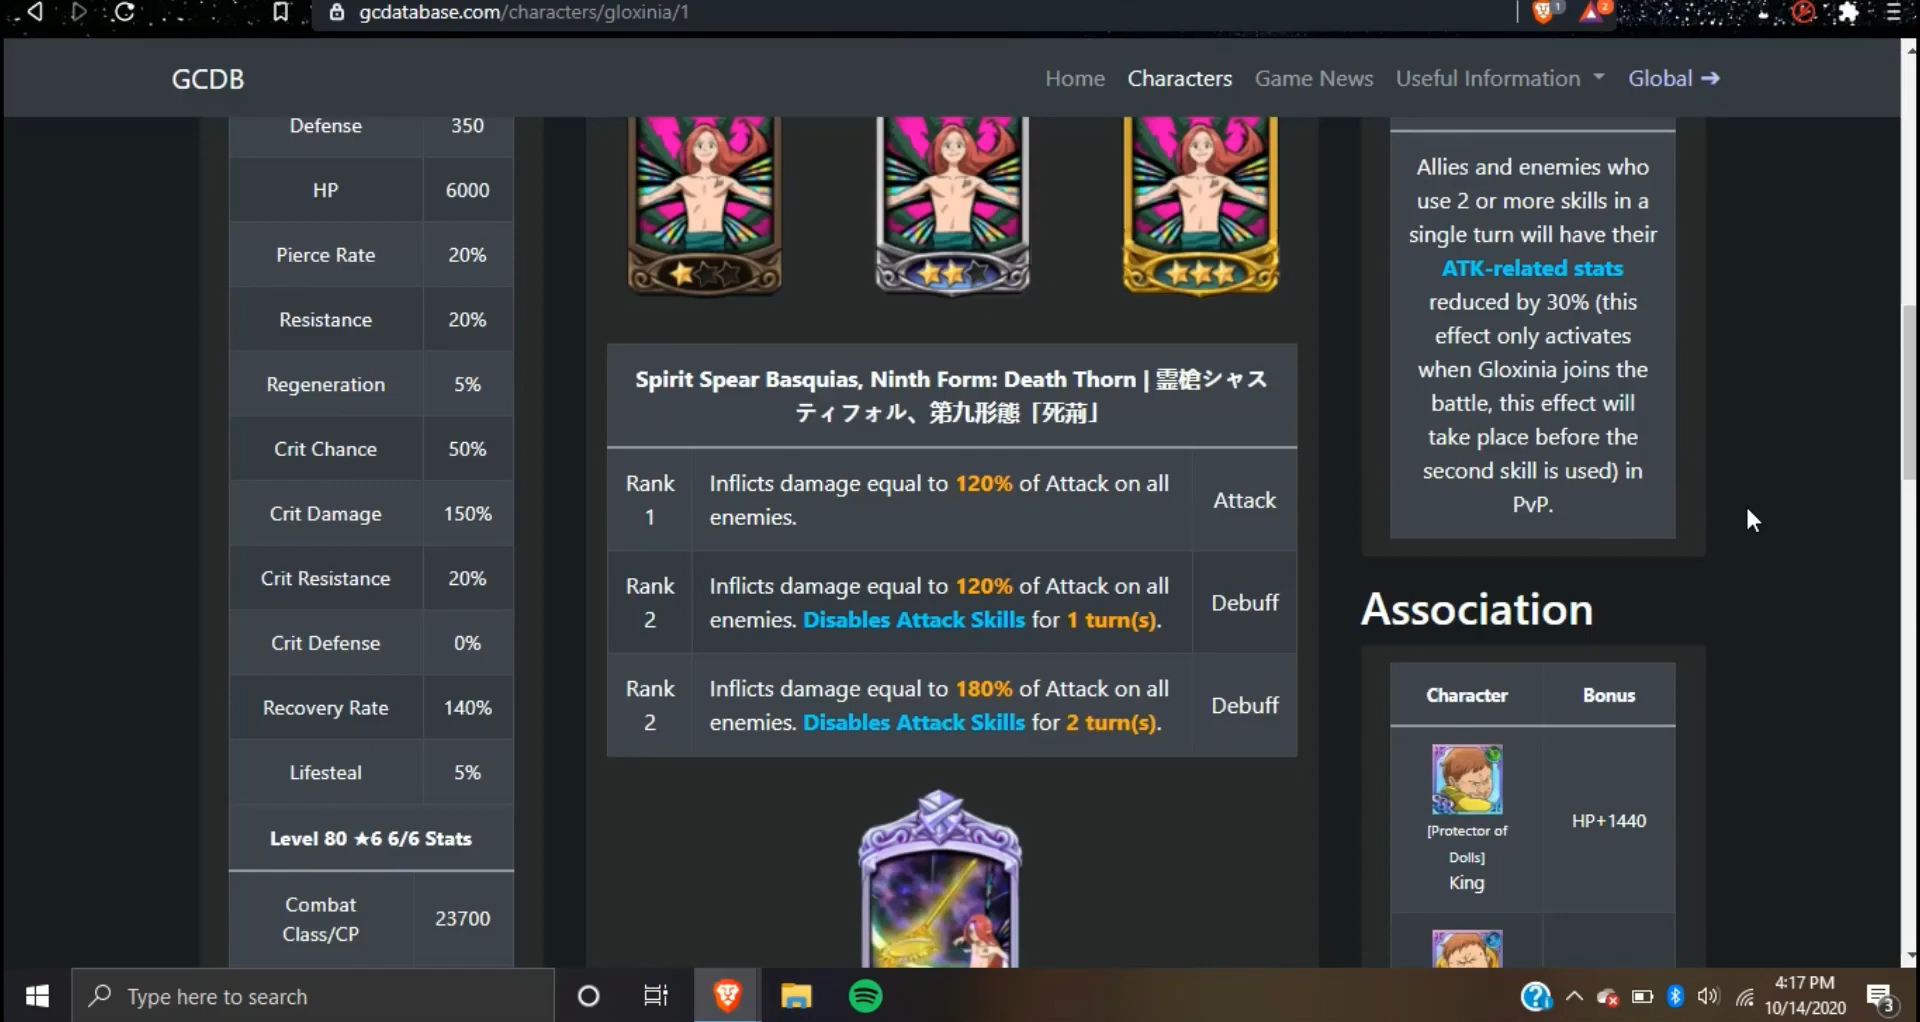 gcdatabase.com/characters/gloxinia/1
1
2
GCDB
Home
Characters
Game News
Useful Information
Global →
Defense 350
HP 6000
Pierce Rate 20%
Resistance 20%
Regeneration 5%
Crit Chance 50%
Crit Damage 150%
Crit Resistance 20%
Crit Defense 0%
Recovery Rate 140%
Lifesteal 5%
Level 80 ★6 6/6 Stats
Combat
Class/CP
23700
Spirit Spear Basquias, Ninth Form: Death Thorn | 霊槍シャス
ティフォル、第九形態「死荊」
Rank
1
Inflicts damage equal to 120% of Attack on all
enemies.
Attack
Rank
2
Inflicts damage equal to 120% of Attack on all
enemies. Disables Attack Skills for 1 turn(s).
Debuff
Rank
2
Inflicts damage equal to 180% of Attack on all
enemies. Disables Attack Skills for 2 turn(s).
Debuff
Allies and enemies who
use 2 or more skills in a
single turn will have their
ATK-related stats
reduced by 30% (this
effect only activates
when Gloxinia joins the
battle, this effect will
take place before the
second skill is used) in
PvP.
Association
Character Bonus
SR
[Protector of
Dolls]
King
HP+1440
Type here to search
4:17 PM
10/14/2020
3